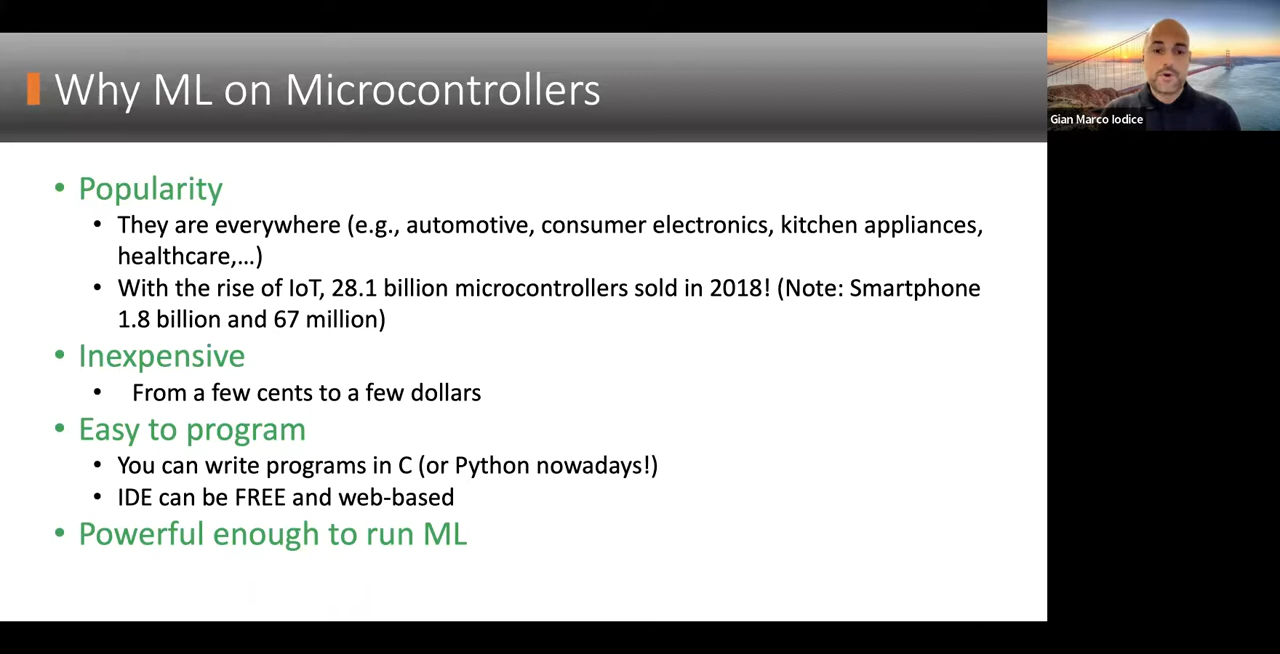 Why ML on Microcontrollers
Gian Marco Iodice
• Popularity
• They are everywhere (e.g., automotive, consumer electronics, kitchen appliances,
healthcare,...)
• With the rise of IoT, 28.1 billion microcontrollers sold in 2018! (Note: Smartphone
1.8 billion and 67 million)
• Inexpensive
• From a few cents to a few dollars
• Easy to program
• You can write programs in C (or Python nowadays!)
• IDE can be FREE and web-based
• Powerful enough to run ML